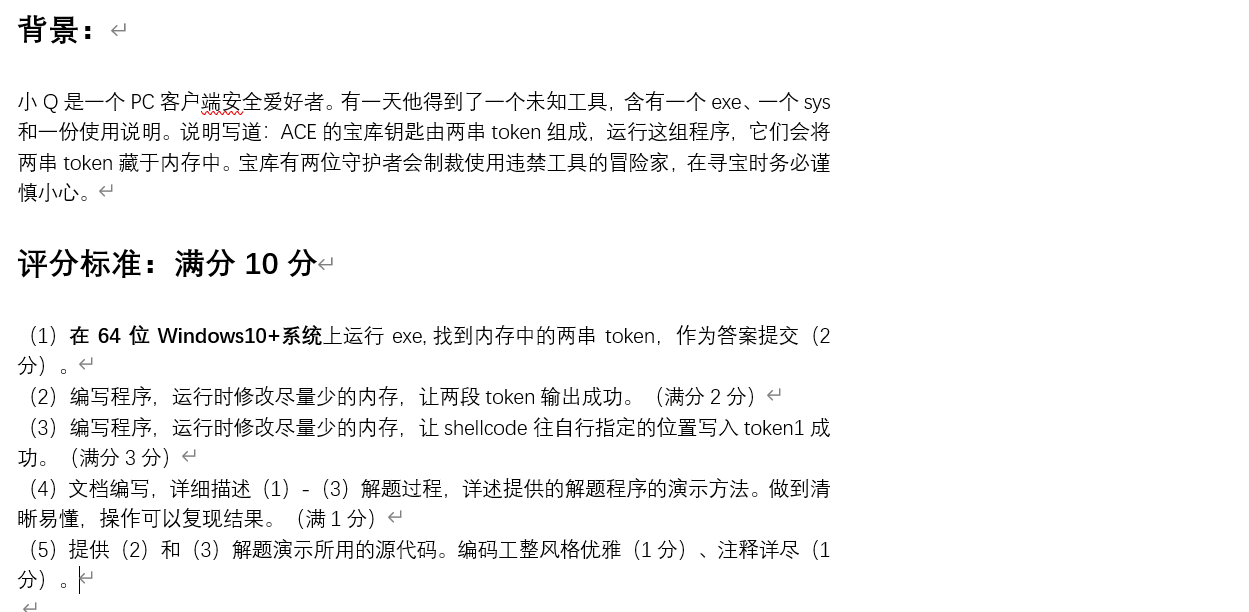 背景：
小 Q 是一个 PC 客户端安全爱好者。有一天他得到了一个未知工具，含有一个 exe、一个 sys
和一份使用说明。说明写道：ACE 的宝库钥匙由两串 token 组成，运行这组程序，它们会将
两串 token 藏于内存中。宝库有两位守护者会制裁使用违禁工具的冒险家，在寻宝时务必谨
慎小心。
评分标准：满分 10 分
（1）在 64 位 Windows10+系统上运行 exe, 找到内存中的两串 token，作为答案提交（2
分）。
（2）编写程序，运行时修改尽量少的内存，让两段 token 输出成功。（满分 2 分）
（3）编写程序，运行时修改尽量少的内存，让 shellcode 往自行指定的位置写入 token1 成
功。（满分 3 分）
（4）文档编写，详细描述（1）-（3）解题过程，详述提供的解题程序的演示方法。做到清
晰易懂，操作可以复现结果。（满 1 分）
（5）提供（2）和（3）解题演示所用的源代码。编码工整风格优雅（1 分）、注释详尽（1
分）。